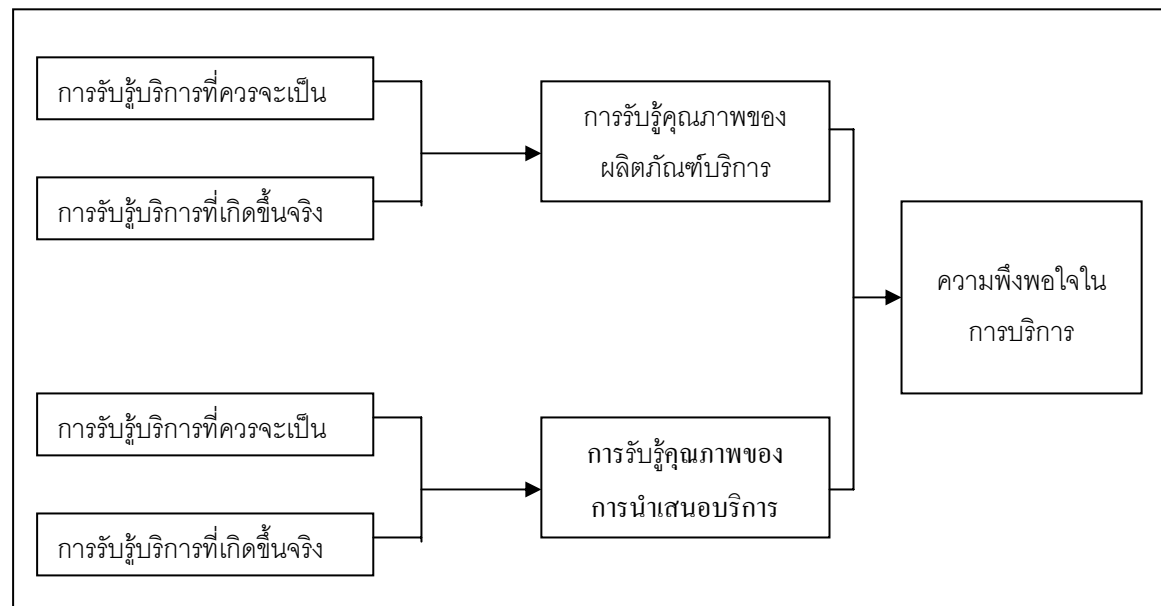 การรับรู้บริการที่ควรจะเป็น
การรับรู้บริการที่เกิดขึ้นจริง
การรับรู้คุณภาพของ
ผลิตภัณฑ์บริการ
ความพึงพอใจใน
การบริการ
การรับรู้บริการที่ควรจะเป็น
การรับรู้บริการที่เกิดขึ้นจริง
การรับรู้คุณภาพของ
การนำเสนอบริการ